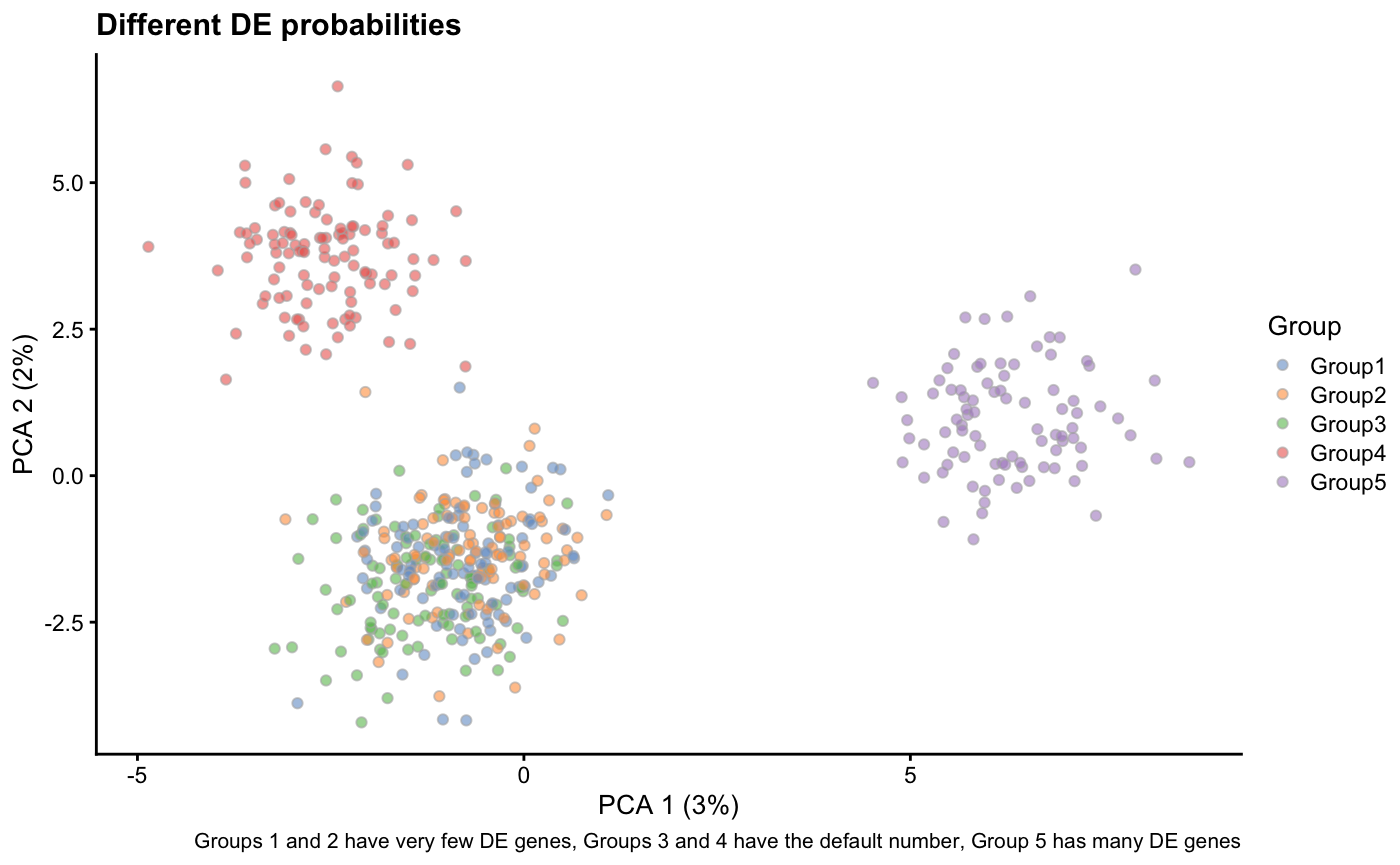 Different DE probabilities
PCA 2 (2%)
5.0
2.5
0.0
-2.5
-5
0
5
PCA 1 (3%)
Group
Group1
Group2
Group3
Group4
Group5
Groups 1 and 2 have very few DE genes, Groups 3 and 4 have the default number, Group 5 has many DE genes